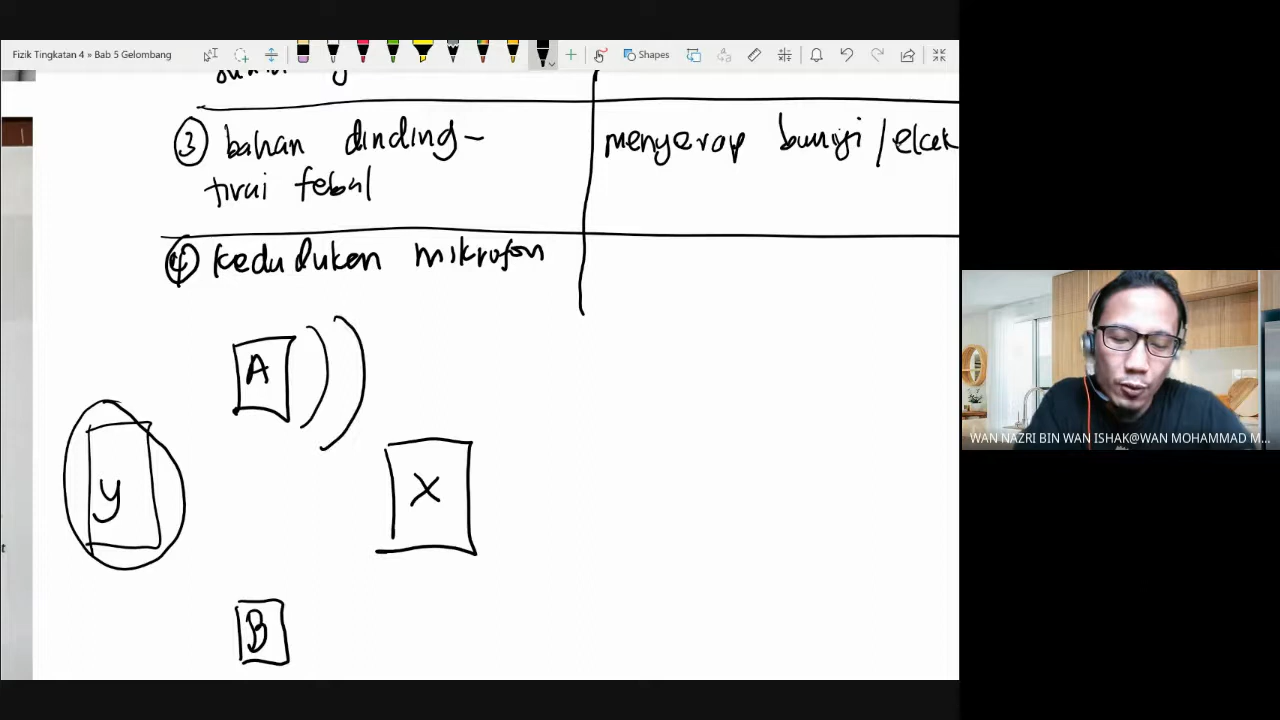 Fizik Tingkatan 4 » Bab 5 Gelombang
Shapes
③ bahan dinding -
tirai tebal
menyerap bunyi / elak
④ kedudukan mikrofon
A
y
X
B
WAN NAZRI BIN WAN ISHAK@WAN MOHAMMAD M...